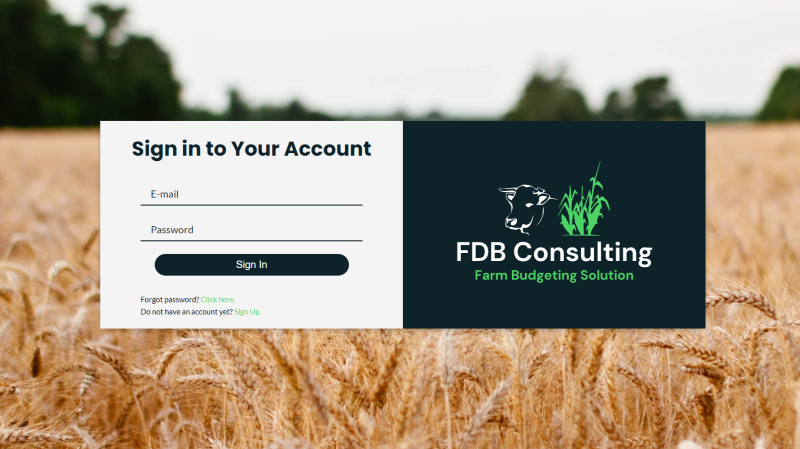 Sign in to Your Account
E-mail
Password
Sign In
Forgot password? Click here.
Do not have an account yet? Sign Up.
FDB Consulting
Farm Budgeting Solution